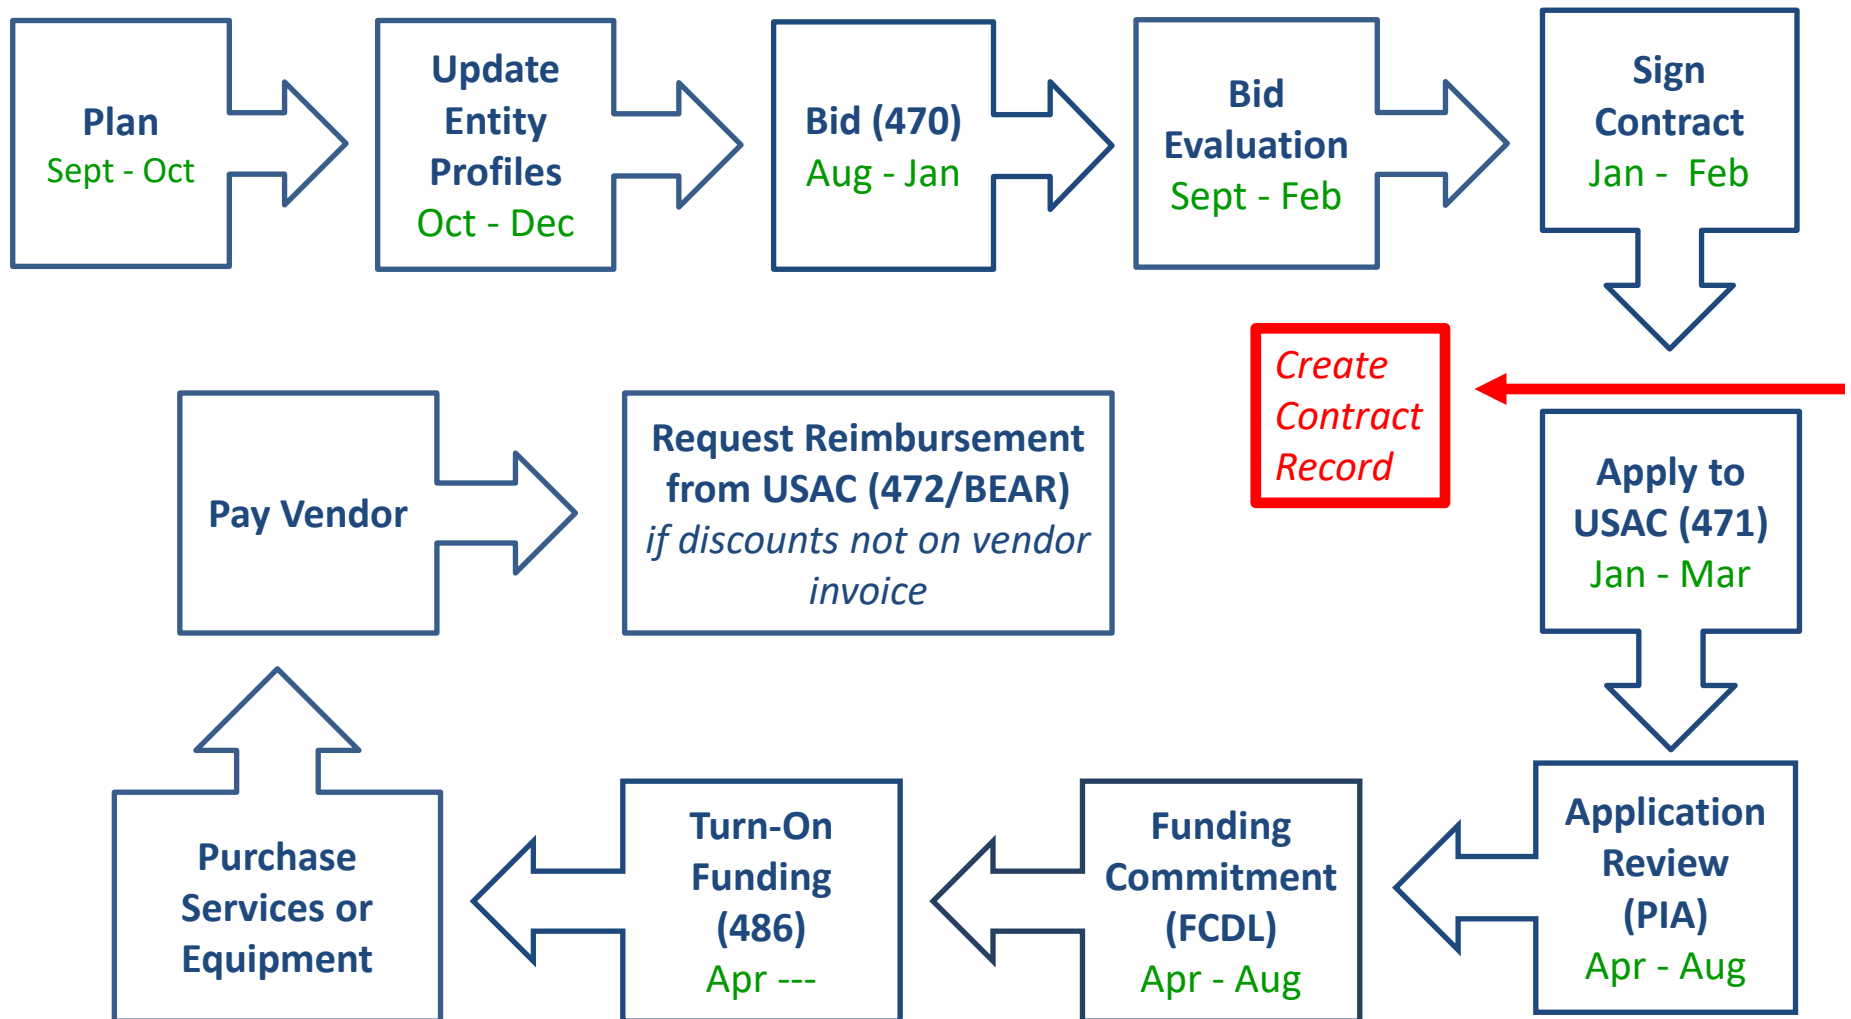 Plan
Sept - Oct
Update
Entity
Profiles
Oct - Dec
Bid (470)
Aug - Jan
Bid
Evaluation
Sept - Feb
Sign
Contract
Jan - Feb
Create
Contract
Record
Apply to
USAC (471)
Jan - Mar
Application
Review
(PIA)
Apr - Aug
Funding
Commitment
(FCDL)
Apr - Aug
Turn-On
Funding
(486)
Apr ---
Purchase
Services or
Equipment
Pay Vendor
Request Reimbursement
from USAC (472/BEAR)
if discounts not on vendor
invoice